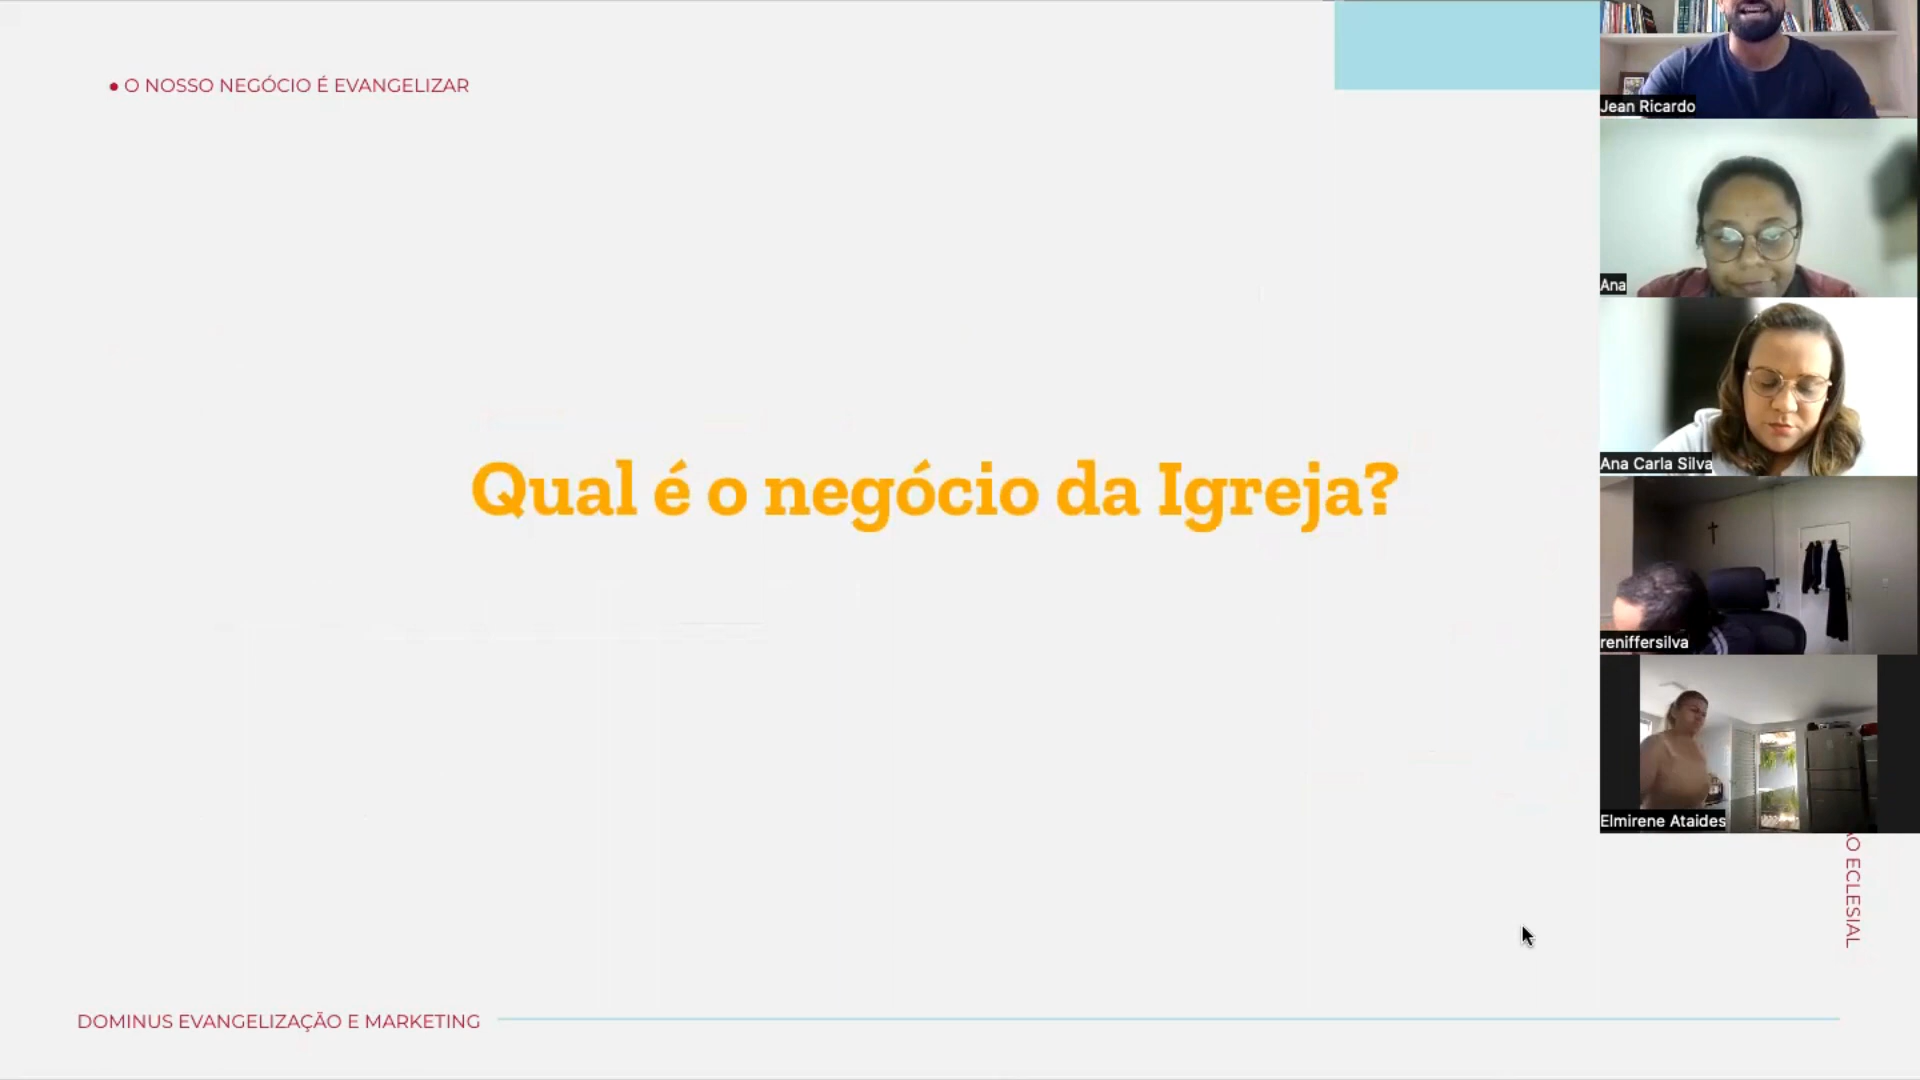 ● O NOSSO NEGÓCIO É EVANGELIZAR
Jean Ricardo
Ana
Qual é o negócio da Igreja?
Ana Carla Silva
reniffersilva
Elmirene Ataides
ECLESIAL
DOMINUS EVANGELIZAÇÃO E MARKETING